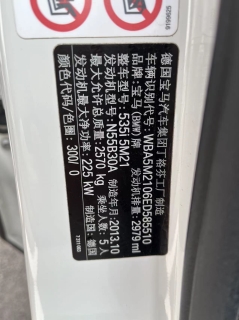 德国宝马汽车集团丁格芬工厂制造
车辆识别代号:WBA5M2106ED585510
品牌:宝马(BMW)牌
整车型号:535I 5M21 发动机排量:2979 ml
发动机型号:N55B30A 制造年月:2013.10
最大允许总质量:2570 kg 乘坐人数:5人
发动机最大净功率:225 kW 制造国:德国
颜色代码/色圈:300/ 0